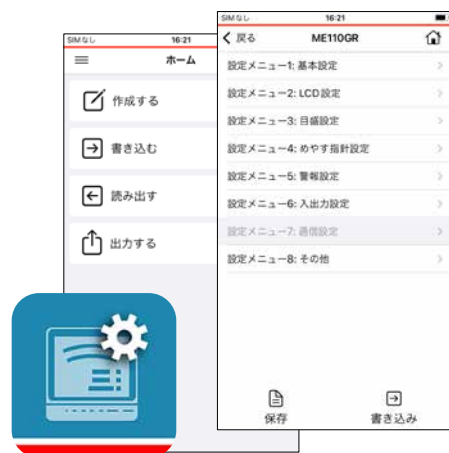 SIMなし 16:21
ホーム
作成する
書き込む
読み出す
出力する
SIMなし 16:21
戻る ME110GR
設定メニュー1: 基本設定
設定メニュー2: LCD設定
設定メニュー3: 目盛設定
設定メニュー4: めやす指針設定
設定メニュー5: 警報設定
設定メニュー6: 入出力設定
設定メニュー7: 通信設定
設定メニュー8: その他
保存 書き込み